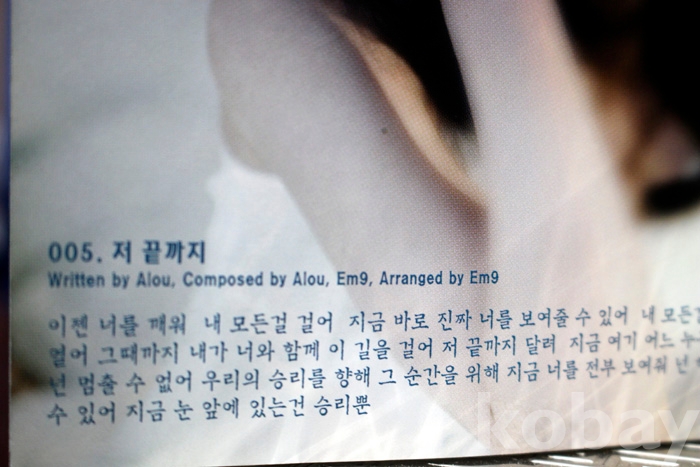 005. 저 끝까지
Written by Alou, Composed by Alou, Em9, Arranged by Em9
이젠 너를 깨워 내 모든걸 걸어 지금 바로 진짜 너를 보여줄 수 있어 내 모든걸
걸어 그때까지 내가 너와 함께 이 길을 걸어 저 끝까지 달려 지금 여기 어느
넌 멈출 수 없어 우리의 승리를 향해 그 순간을 위해 지금 너를 전부 보여줘 넌
수 있어 지금 눈 앞에 있는건 승리뿐
kobay